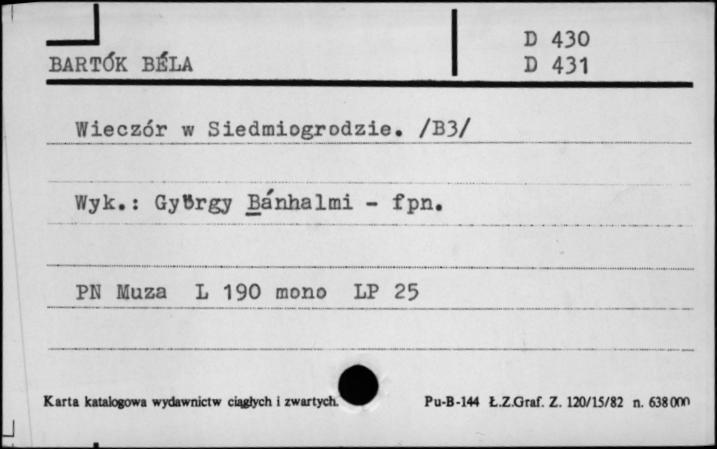 D 430
BARTÓK BÉLA D 431
Wieczór w Siedmiogrodzie. /B3/
Wyk.: György Bánhalmi - fpn.
PN Muza L 190 mono LP 25
Karta katalogowa wydawnictw ciągłych i zwartych. Pu-B-144 Ł.Z.Graf. Z. 120/15/82 n. 638000